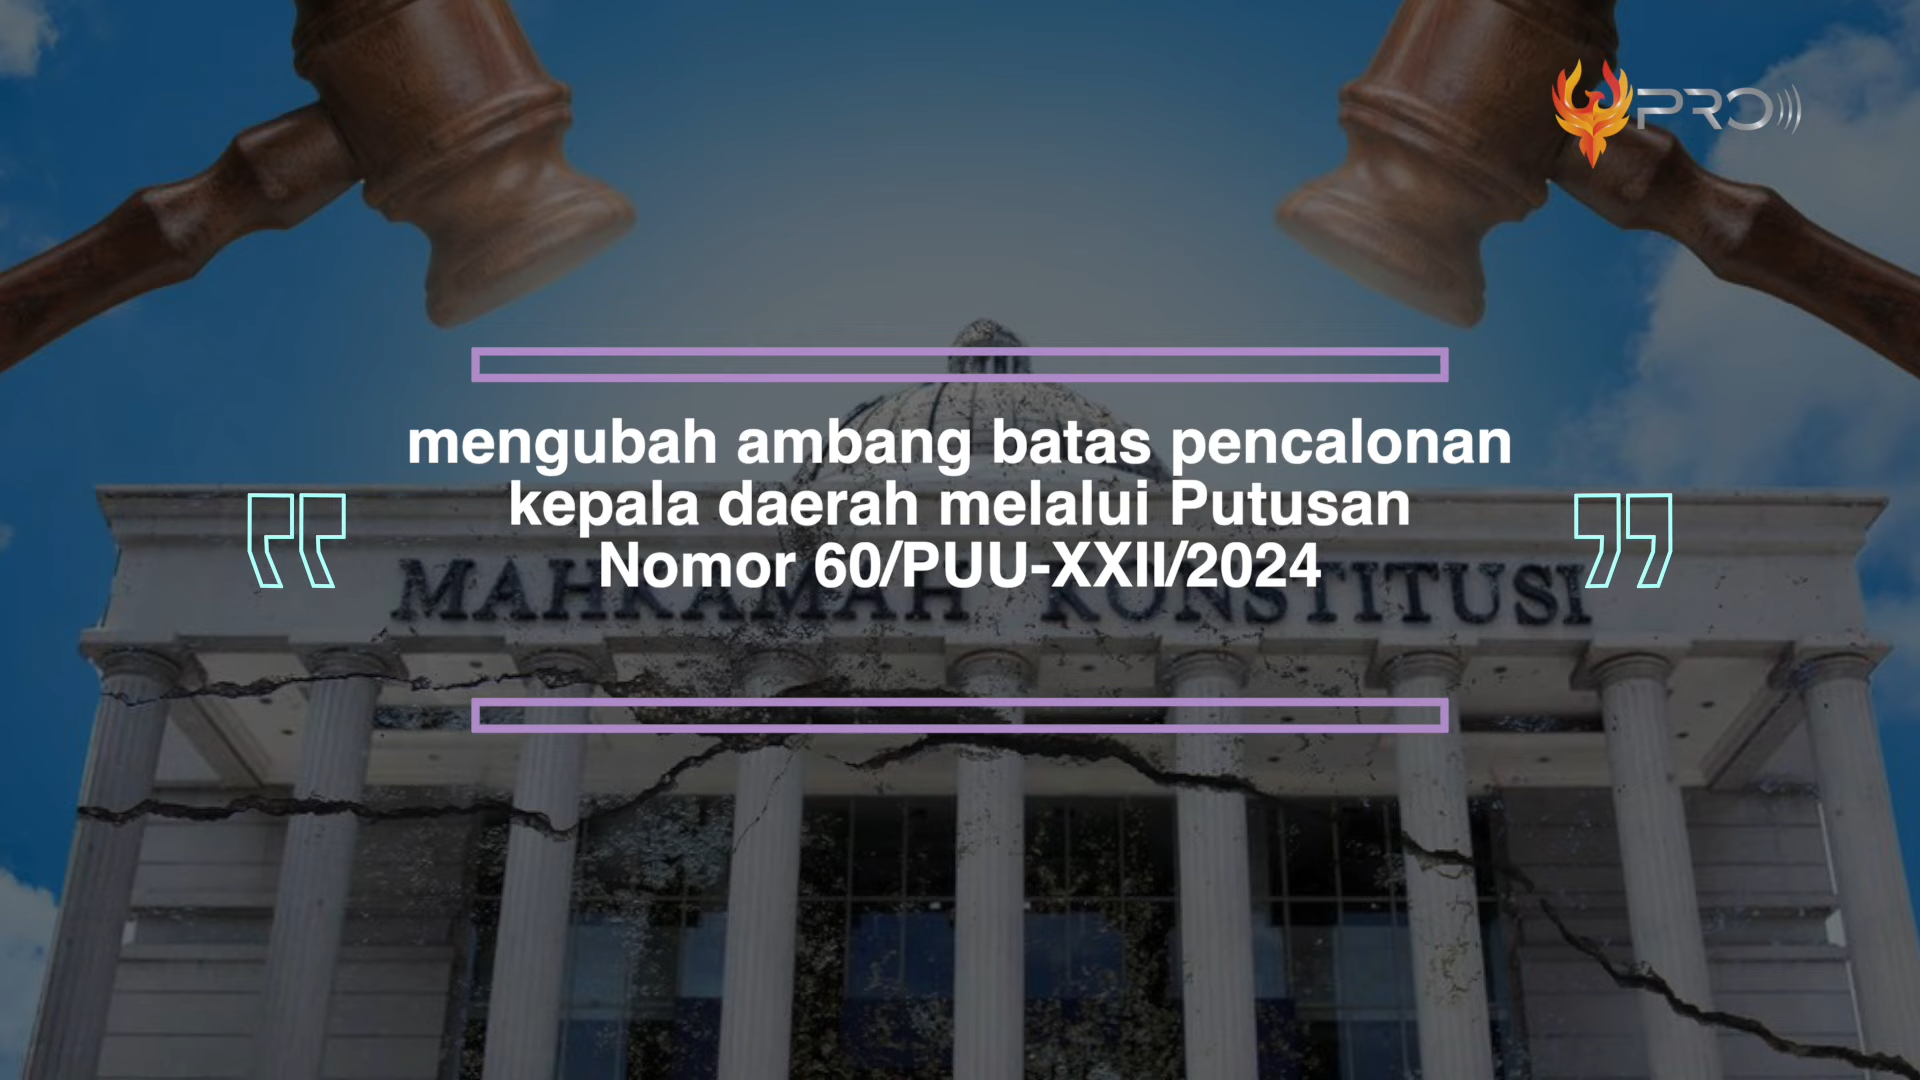 PRO
mengubah ambang batas pencalonan
kepala daerah melalui Putusan
Nomor 60/PUU-XXII/2024
MAHKAMAH KONSTITUSI